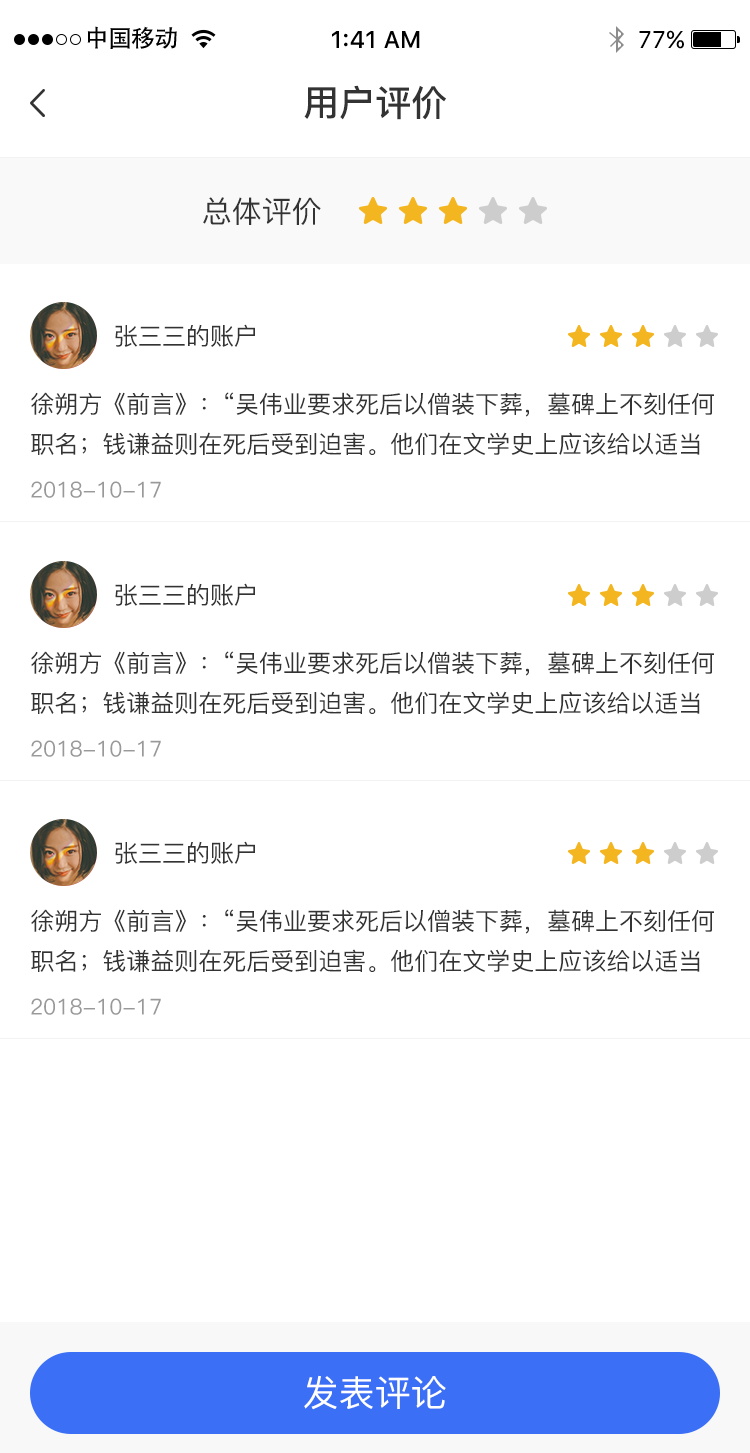 中国移动 1:41 AM 77%
用户评价
总体评价
张三三的账户
徐朔方《前言》：“吴伟业要求死后以僧装下葬，墓碑上不刻任何
职名；钱谦益则在死后受到迫害。他们在文学史上应该给以适当
2018-10-17
张三三的账户
徐朔方《前言》：“吴伟业要求死后以僧装下葬，墓碑上不刻任何
职名；钱谦益则在死后受到迫害。他们在文学史上应该给以适当
2018-10-17
张三三的账户
徐朔方《前言》：“吴伟业要求死后以僧装下葬，墓碑上不刻任何
职名；钱谦益则在死后受到迫害。他们在文学史上应该给以适当
2018-10-17
发表评论